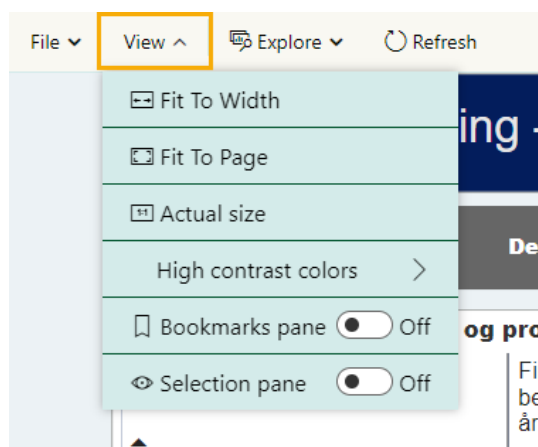 File View Explore Refresh
Fit To Width
ing -
Fit To Page
Actual size
De
High contrast colors
Bookmarks pane Off
og pro
Selection pane Off
Fi
be
år